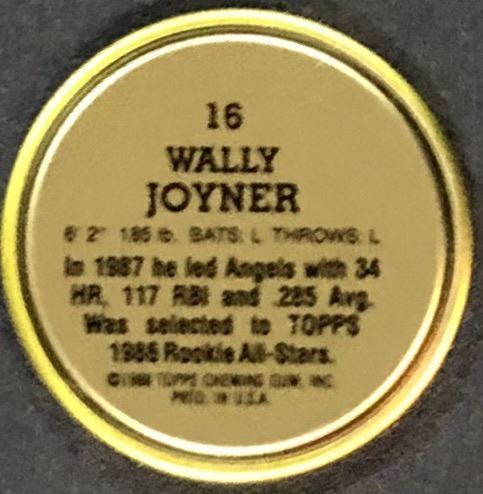 16
WALLY
JOYNER
6' 2" 185 lb. BATS: L THROWS: L
In 1987 he led Angels with 34
HR, 117 RBI and .285 Avg.
Was selected to TOPPS
1986 Rookie All-Stars.
©1988 TOPPS CHEWING GUM, INC.
PRTD. IN U.S.A.